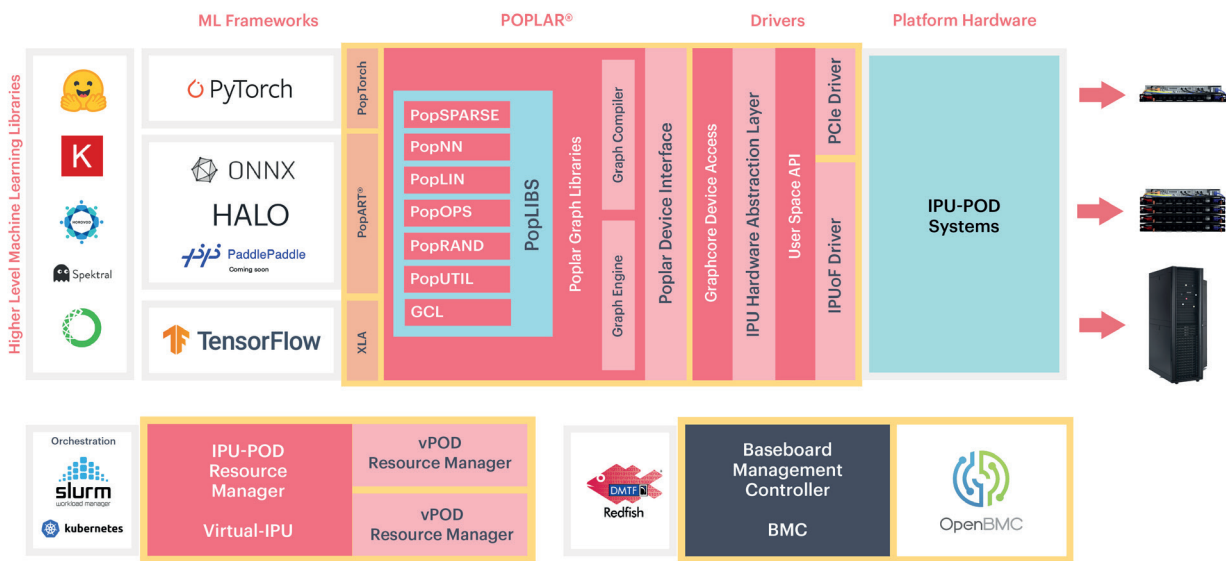 ML Frameworks
POPLAR®
Drivers
Platform Hardware
Higher Level Machine Learning Libraries
K
HOROVOD
Spektral
PyTorch
ONNX
HALO
PaddlePaddle
Coming soon
TensorFlow
PopTorch
PopART®
XLA
PopSPARSE
PopNN
PopLIN
PopOPS
PopRAND
PopUTIL
GCL
PopLIBS
Poplar Graph Libraries
Graph Compiler
Graph Engine
Poplar Device Interface
Graphcore Device Access
IPU Hardware Abstraction Layer
User Space API
PCIe Driver
IPUoF Driver
IPU-POD
Systems
Orchestration
slurm
workload manager
kubernetes
IPU-POD
Resource
Manager
Virtual-IPU
vPOD
Resource Manager
vPOD
Resource Manager
DMTF
Redfish
Baseboard
Management
Controller
BMC
OpenBMC